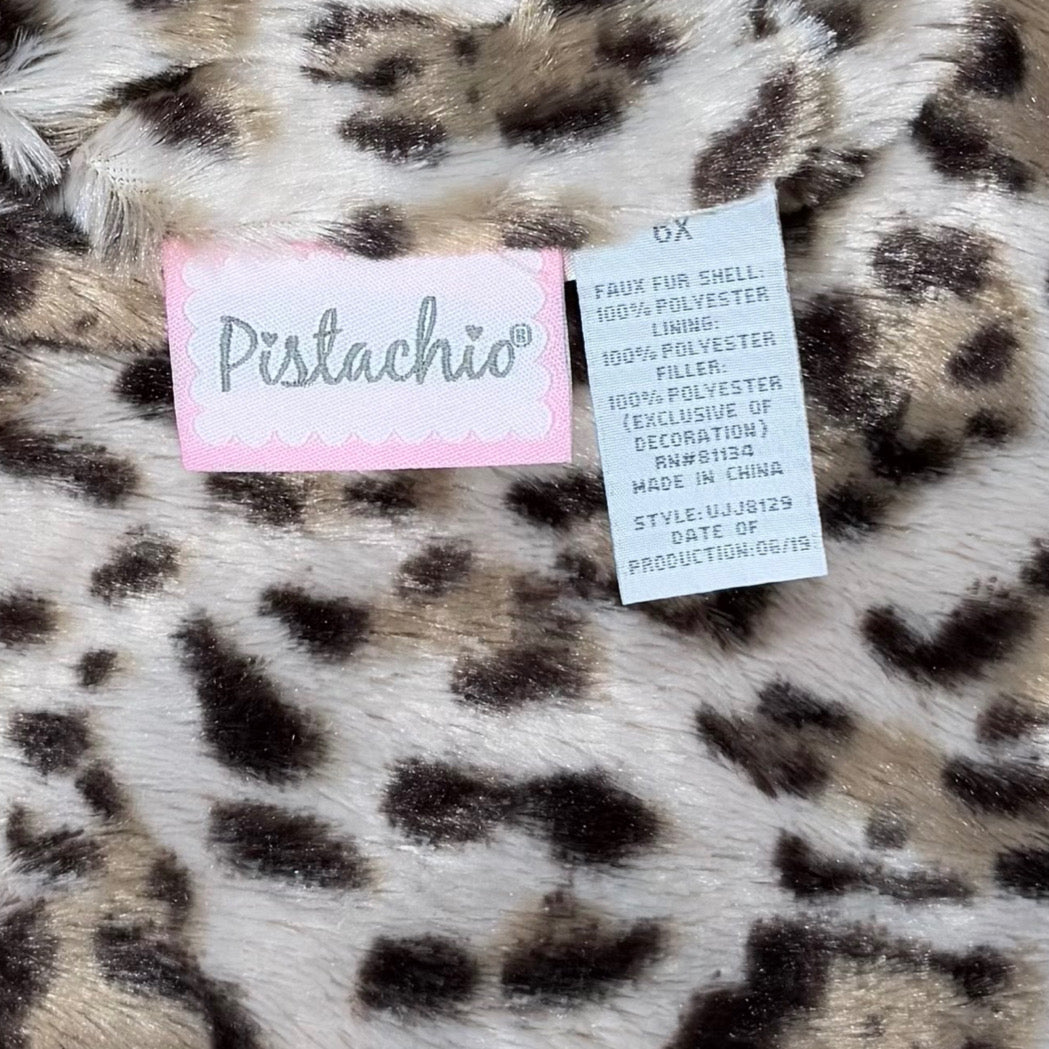 Pistachio®
6X
FAUX FUR SHELL:
100% POLYESTER
LINING:
100% POLYESTER
FILLER:
100% POLYESTER
(EXCLUSIVE OF
DECORATION)
RN#81134
MADE IN CHINA
STYLE: UJJ8129
DATE OF
PRODUCTION:06/19